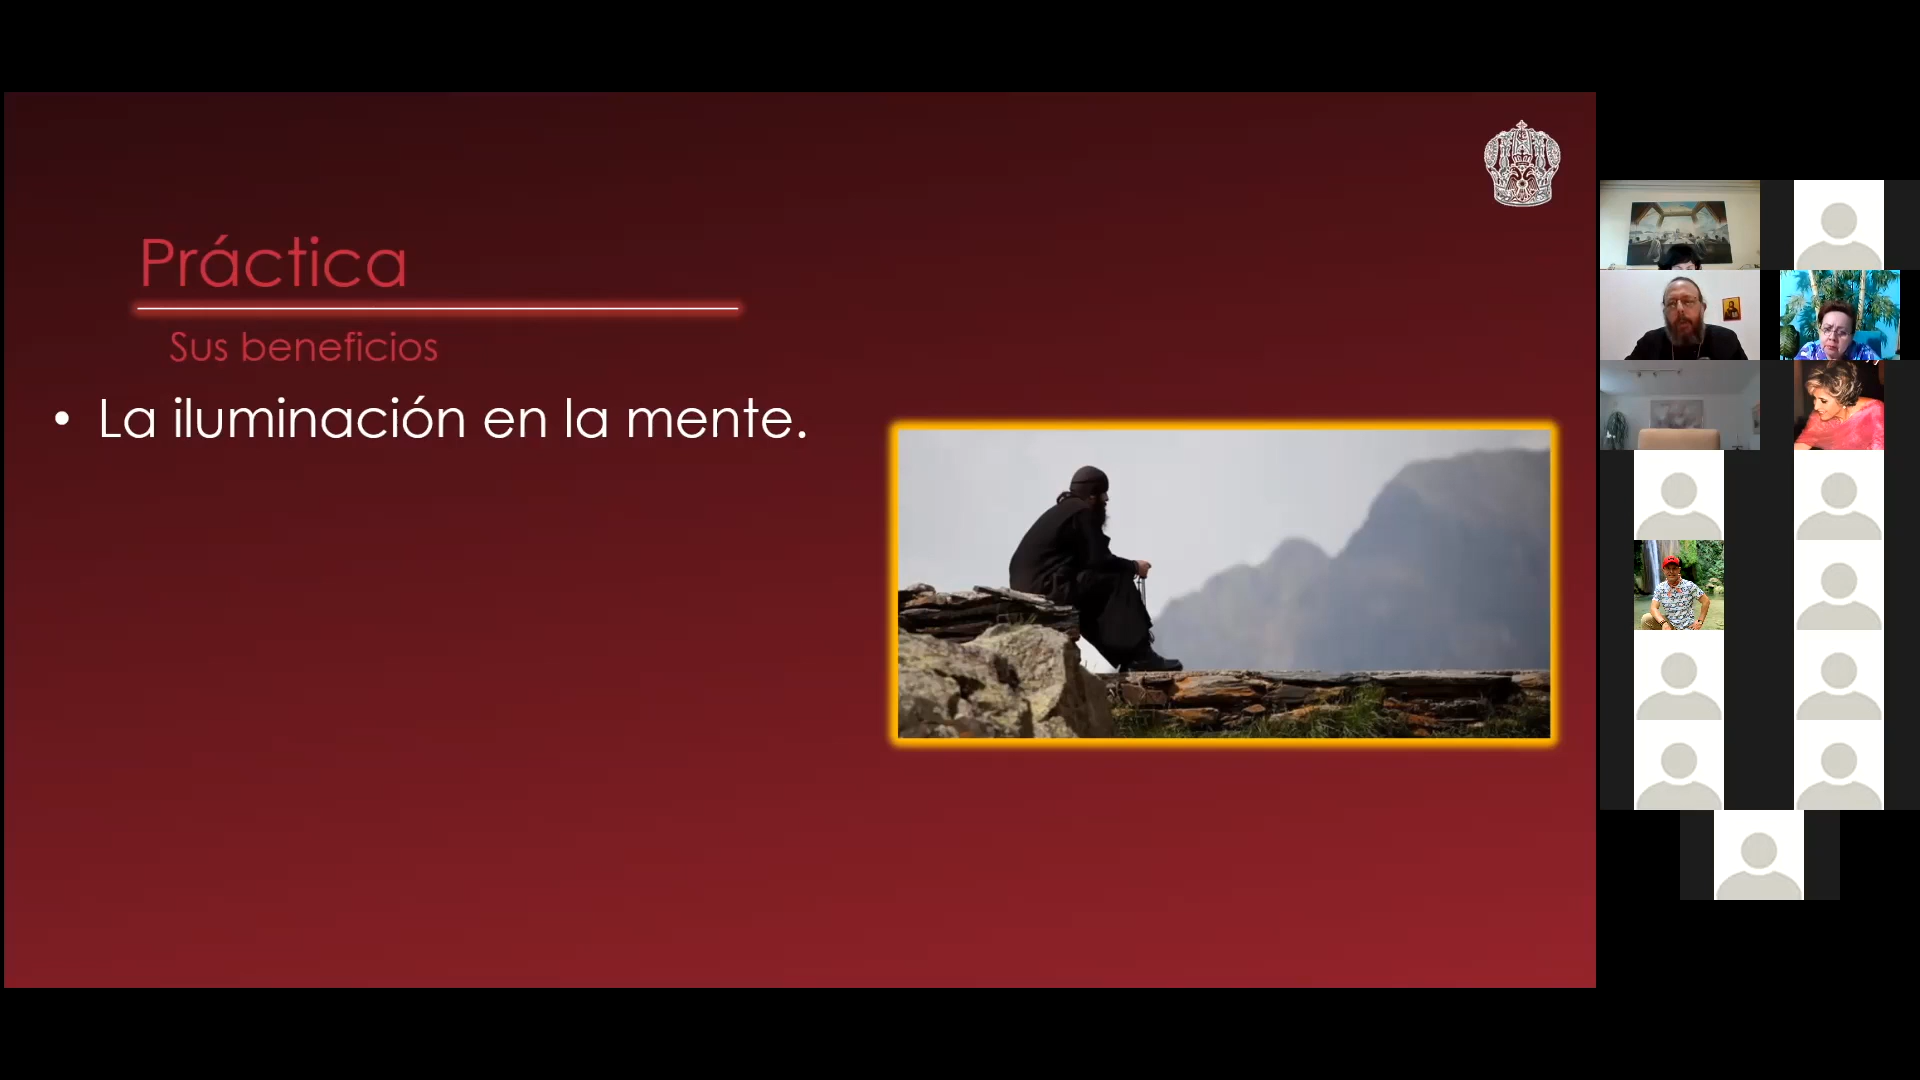 Práctica
Sus beneficios
• La iluminación en la mente.